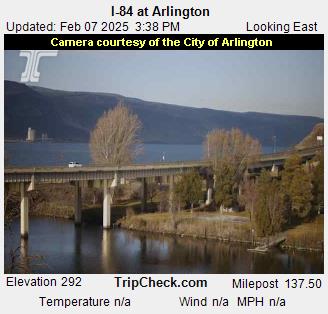 I-84 at Arlington
Updated: Feb 07 2025 3:38 PM Looking East
Camera courtesy of the City of Arlington
Elevation 292 TripCheck.com Milepost 137.50
Temperature n/a Wind n/a MPH n/a